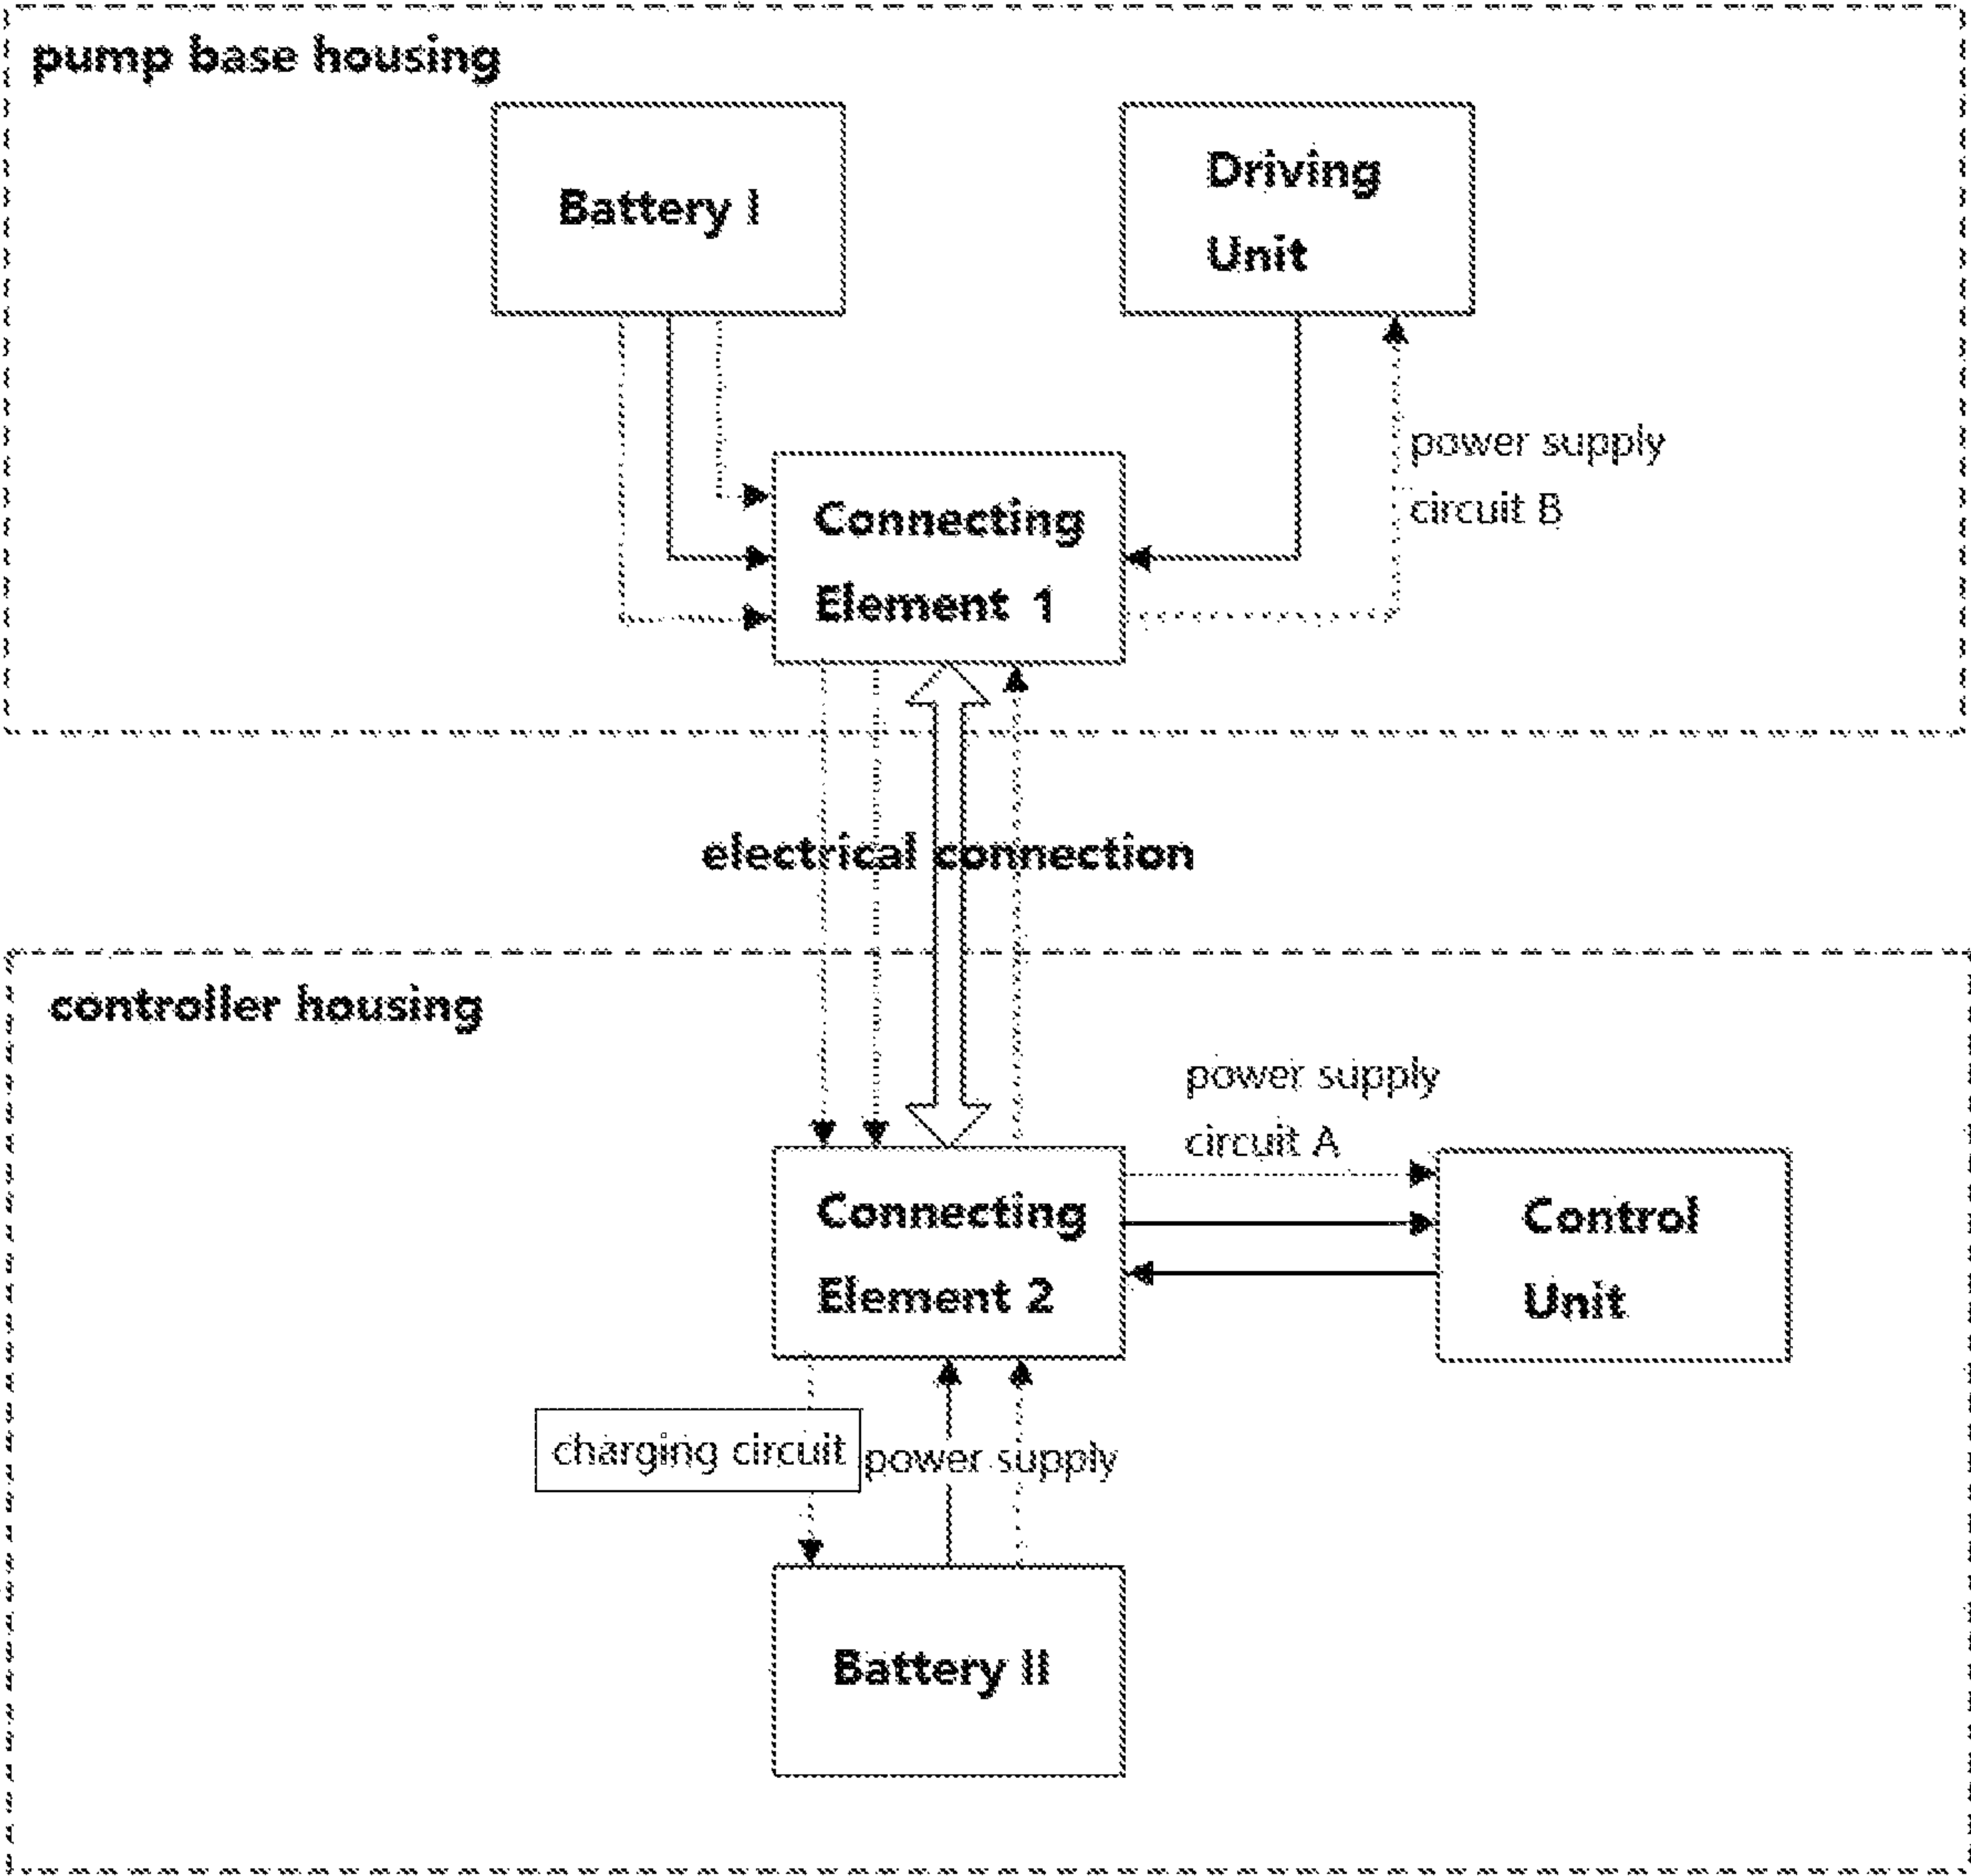 pump base housing
Battery I
Driving
Unit
power supply
circuit B
Connecting
Element 1
electrical connection
controller housing
power supply
circuit A
Connecting
Element 2
Control
Unit
charging circuit
power supply
Battery II